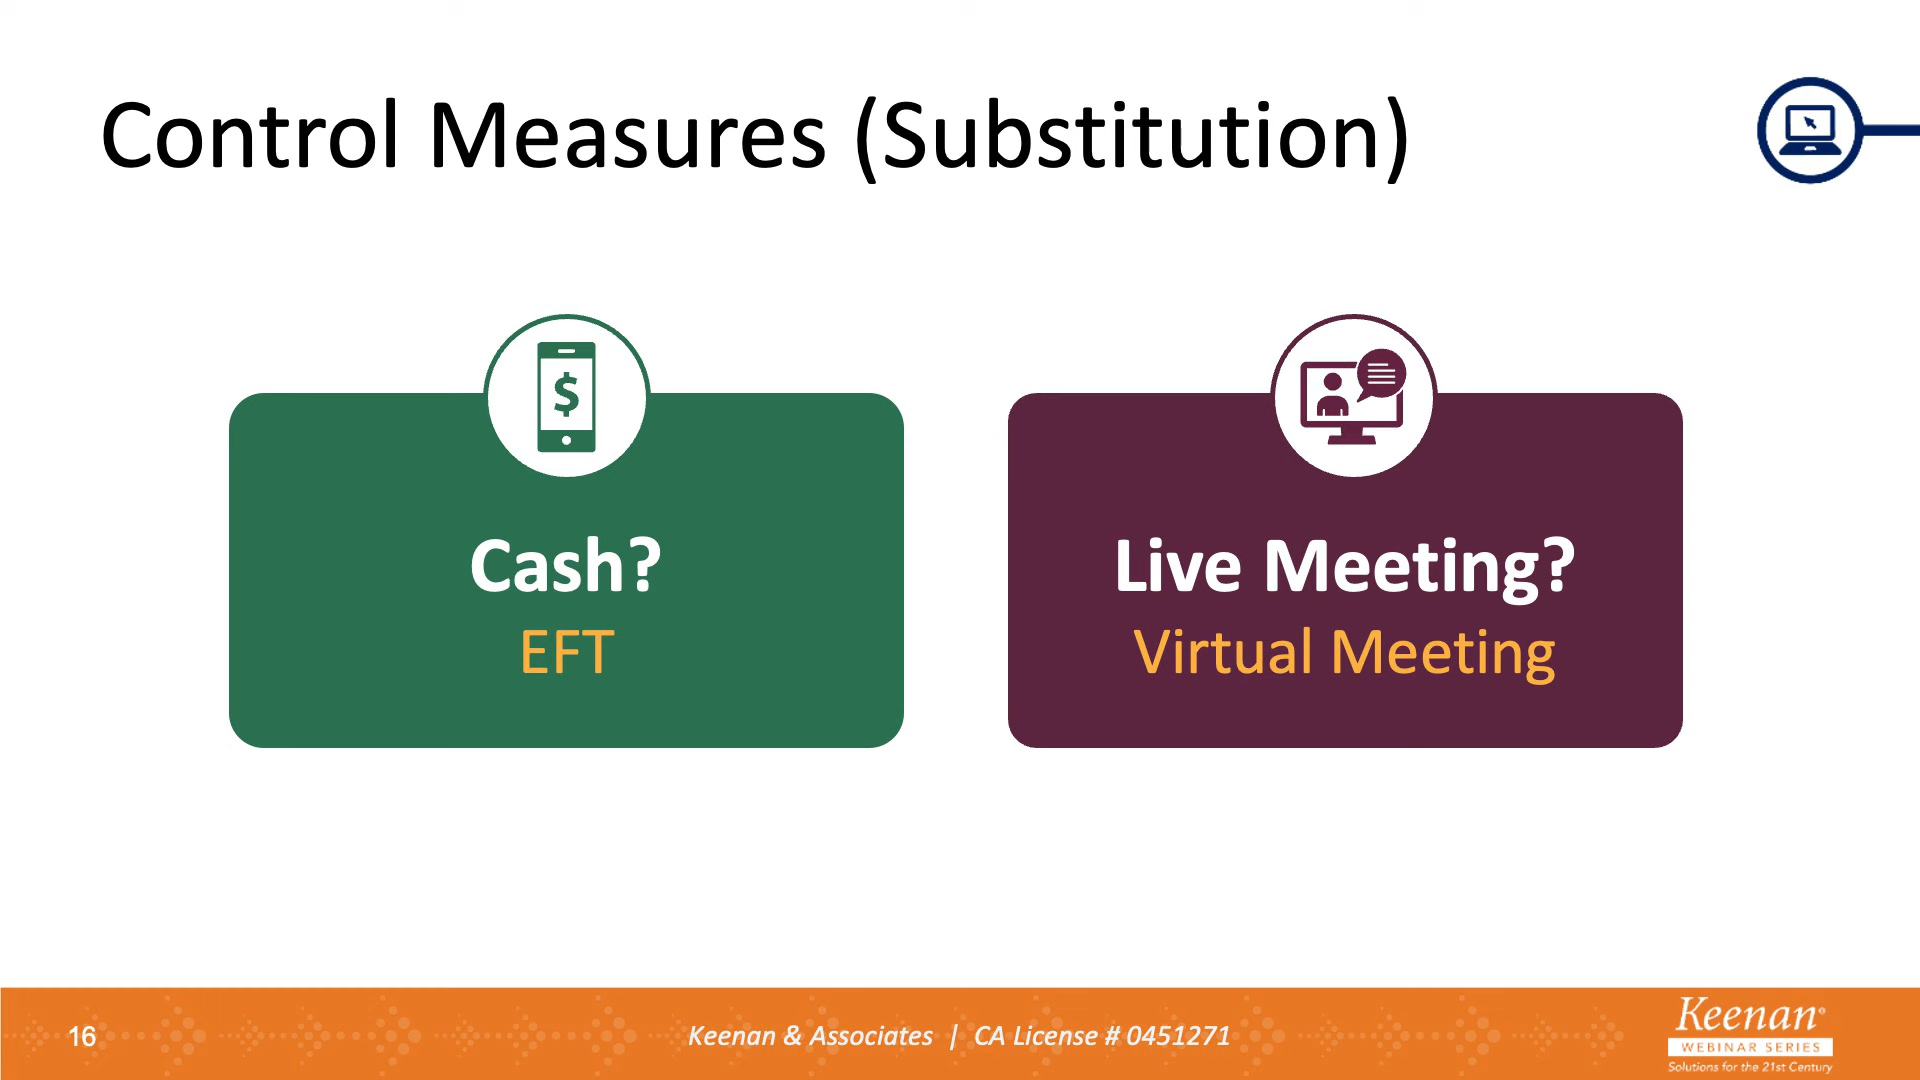 Control Measures (Substitution)
$
Cash?
EFT
Live Meeting?
Virtual Meeting
16
Keenan & Associates | CA License # 0451271
Keenan®
WEBINAR SERIES
Solutions for the 21st Century